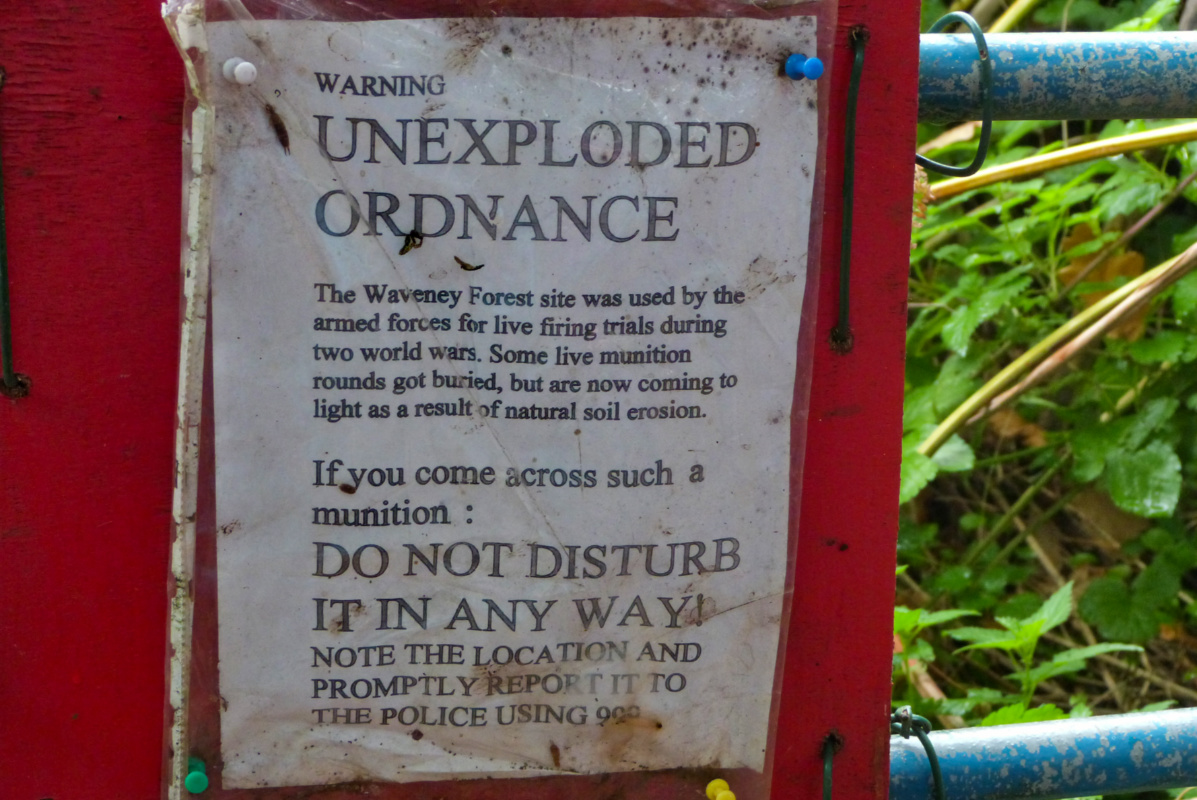 WARNING
UNEXPLODED
ORDNANCE
The Waveney Forest site was used by the
armed forces for live firing trials during
two world wars. Some live munition
rounds got buried, but are now coming to
light as a result of natural soil erosion.
If you come across such a
munition :
DO NOT DISTURB
IT IN ANY WAY!
NOTE THE LOCATION AND
PROMPTLY REPORT IT TO
THE POLICE USING 999